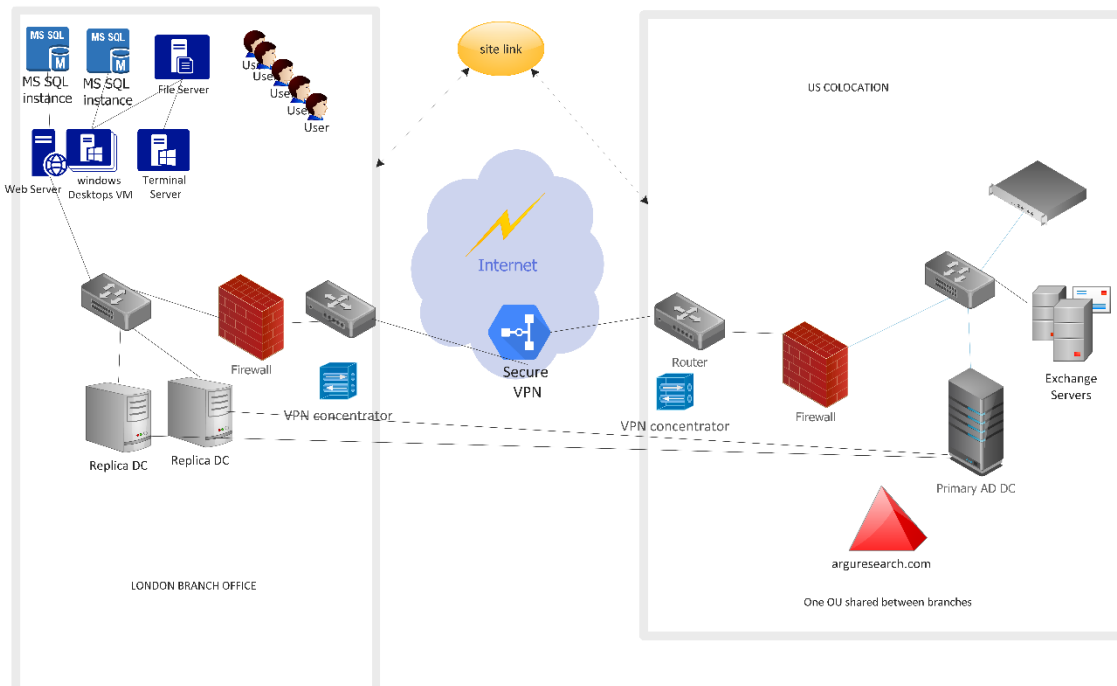 MS SQL
M
MS SQL
instance
MS SQL
M
MS SQL
instance
File Server
User
User
User
User
User
site link
US COLOCATION
Web Server
windows
Desktops VM
Terminal
Server
Internet
Secure
VPN
Firewall
VPN concentrator
Router
VPN concentrator
Firewall
Exchange
Servers
Replica DC
Replica DC
Primary AD DC
arguresearch.com
LONDON BRANCH OFFICE
One OU shared between branches